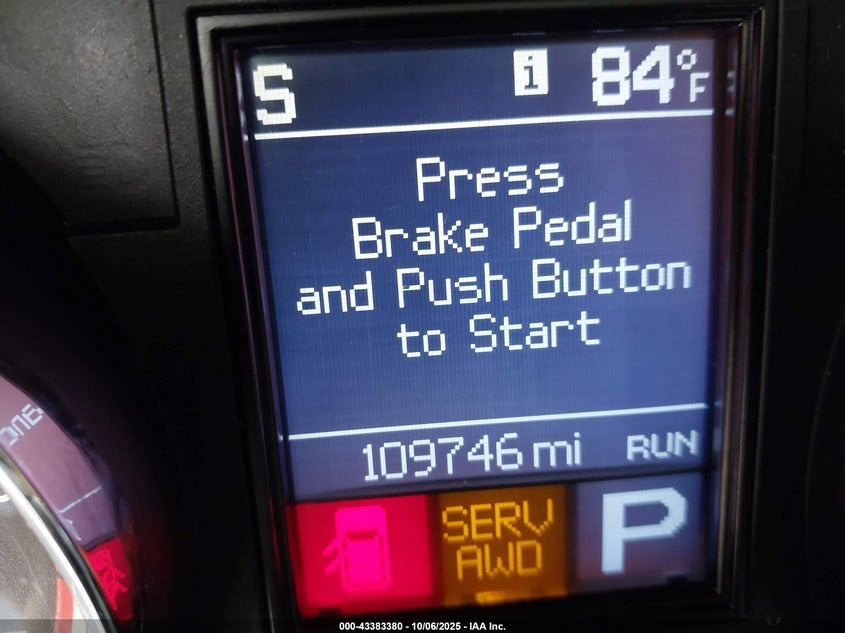 S i 84°F
Press
Brake Pedal
and Push Button
to Start
109746 mi RUN
SERV
AWD
P
000-43383380 - 10/06/2025 - IAA Inc.